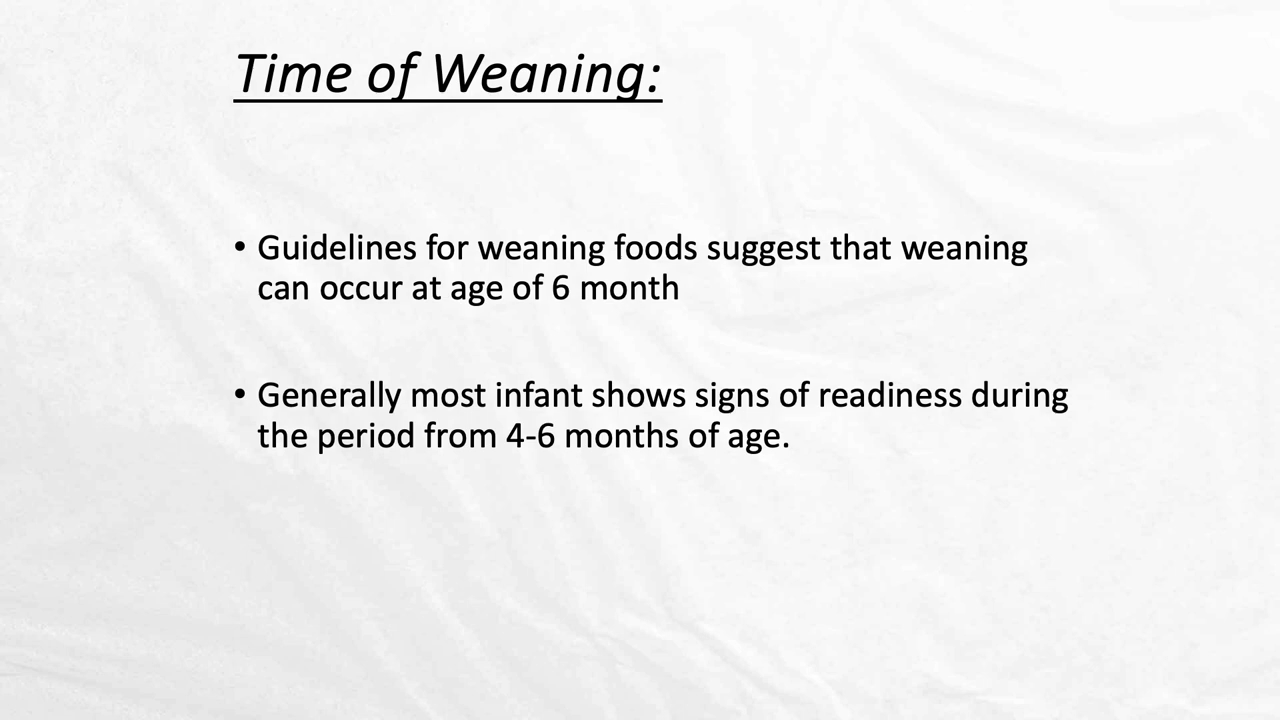 Time of Weaning:
• Guidelines for weaning foods suggest that weaning
can occur at age of 6 month
• Generally most infant shows signs of readiness during
the period from 4-6 months of age.